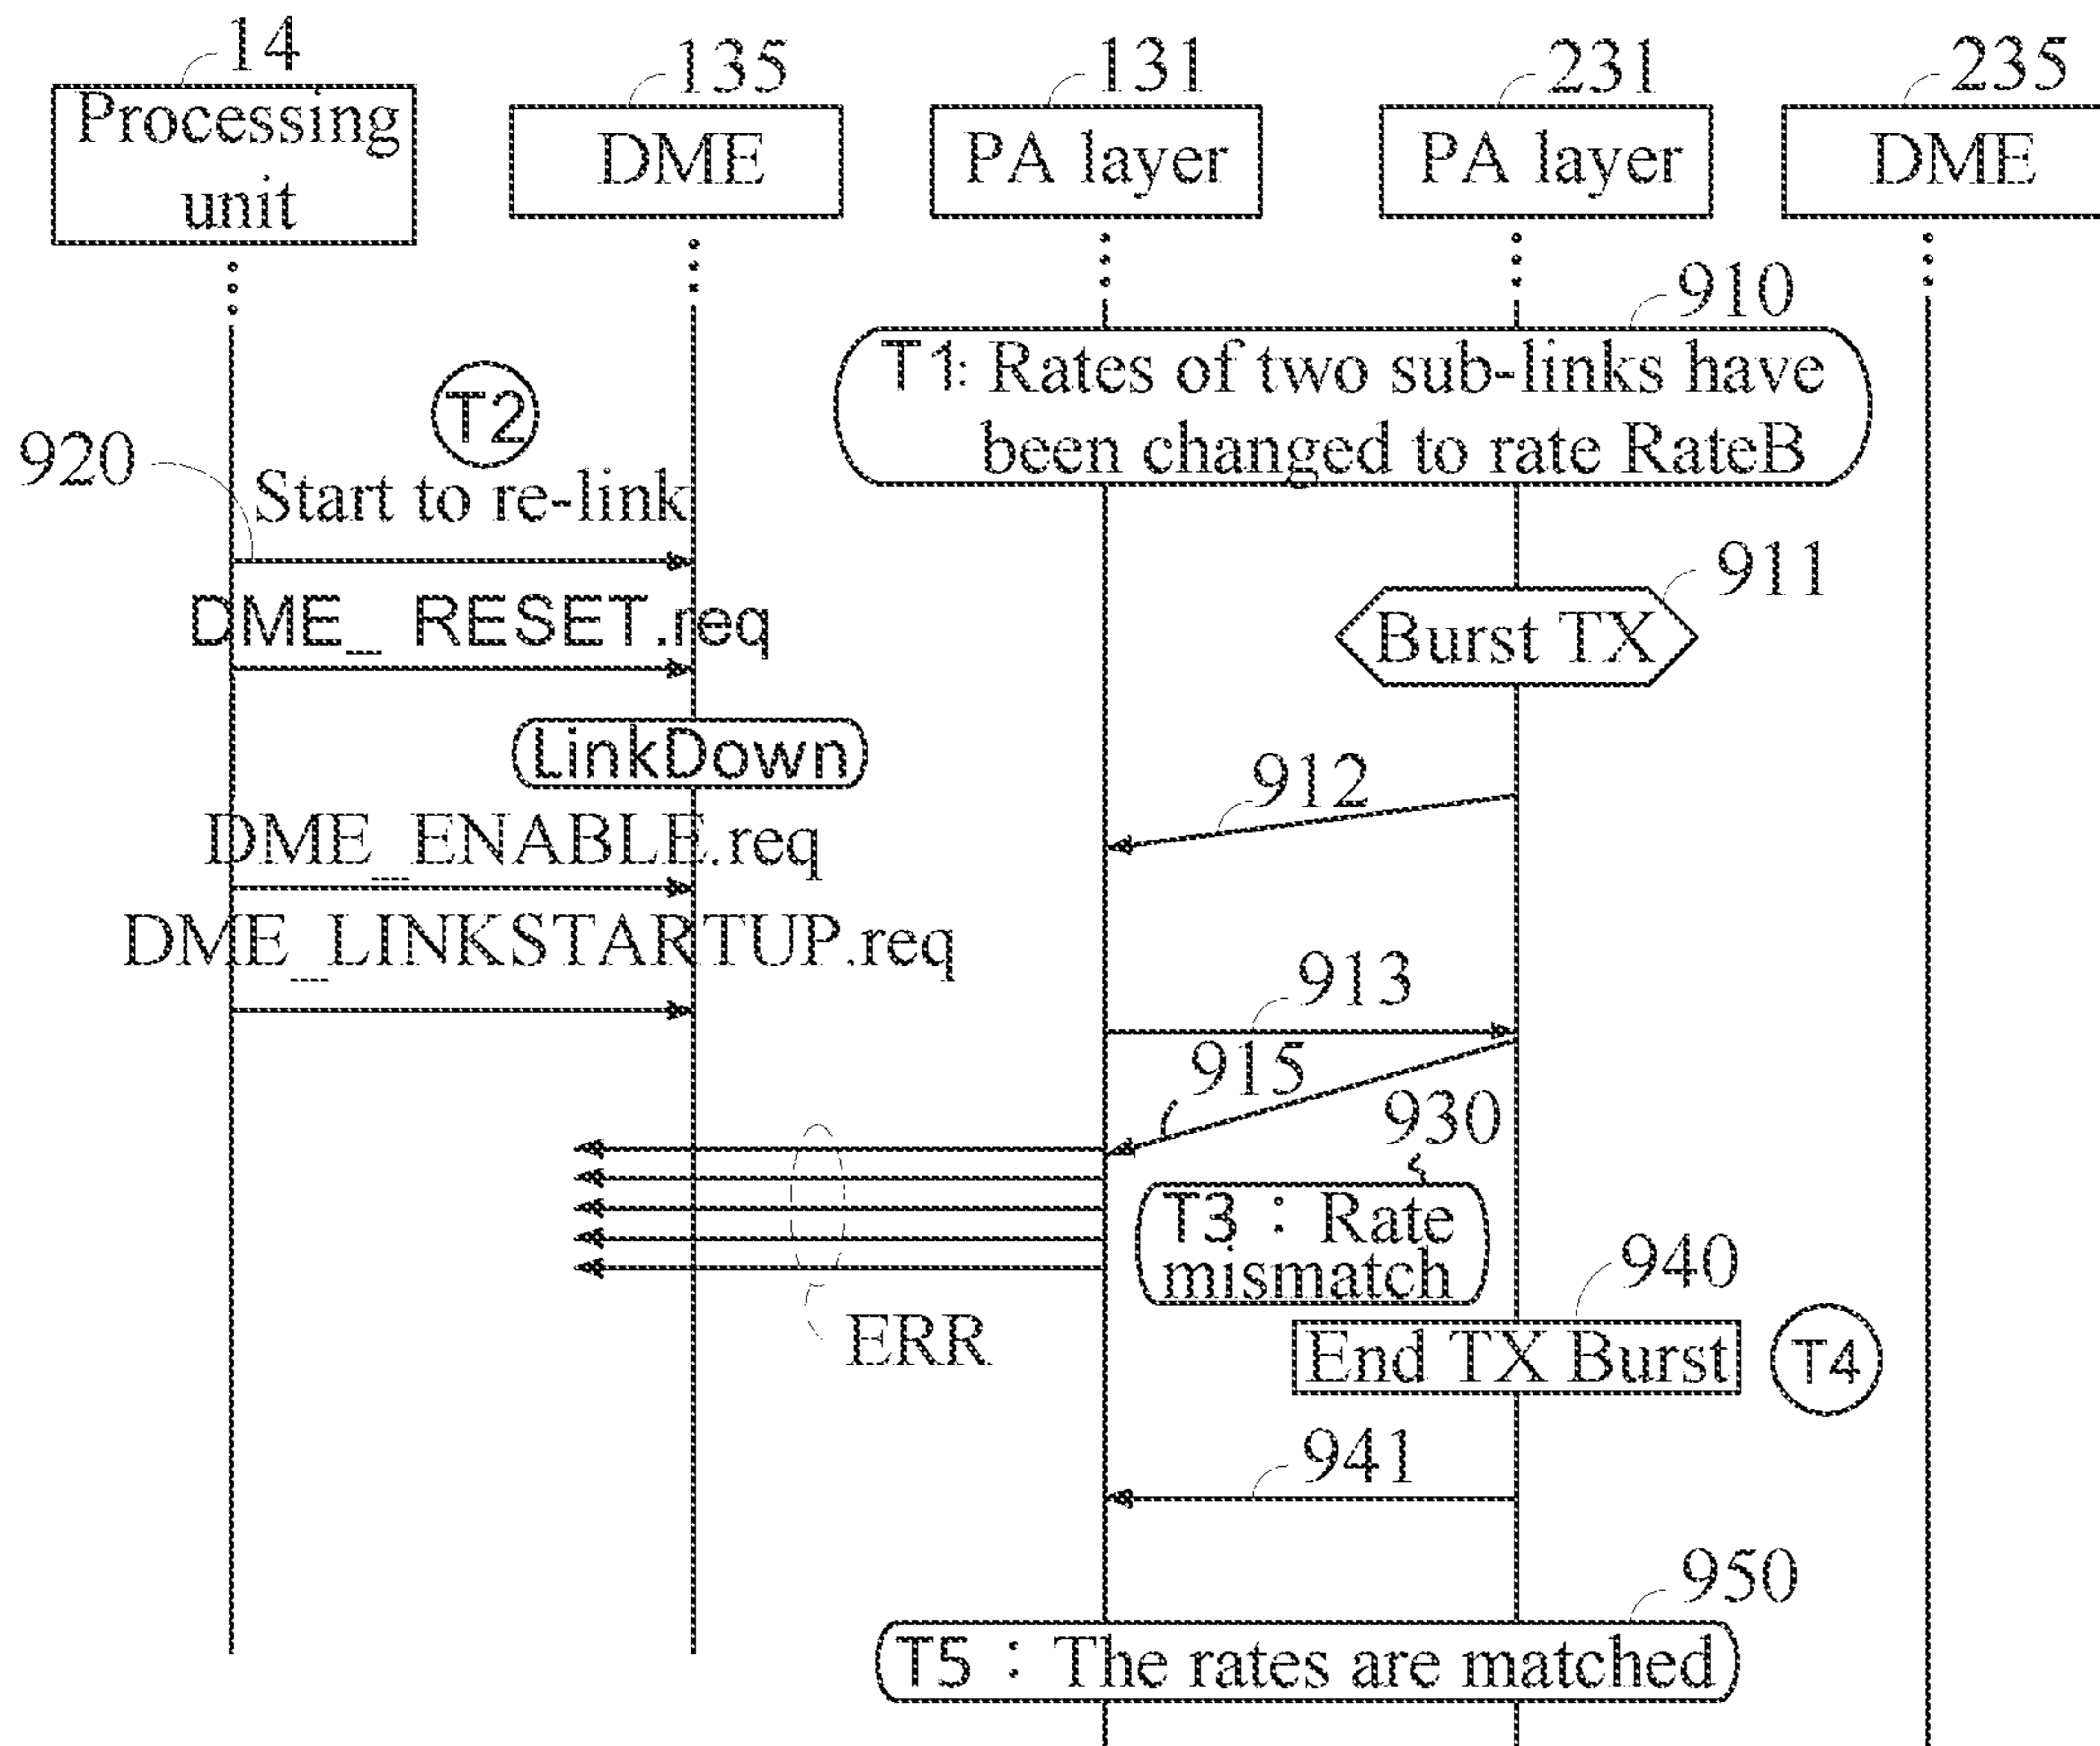 14
135
131
231
235
Processing
unit
DME
PA layer
PA layer
DME
910
T1: Rates of two sub-links have
been changed to rate RateB
T2
920
Start to re-link
911
DME_ RESET.req
Burst TX
LinkDown
912
DME_ENABLE.req
DME_LINKSTARTUP.req
913
915
930
T3 : Rate
mismatch
940
ERR
End TX Burst
T4
941
950
T5 : The rates are matched